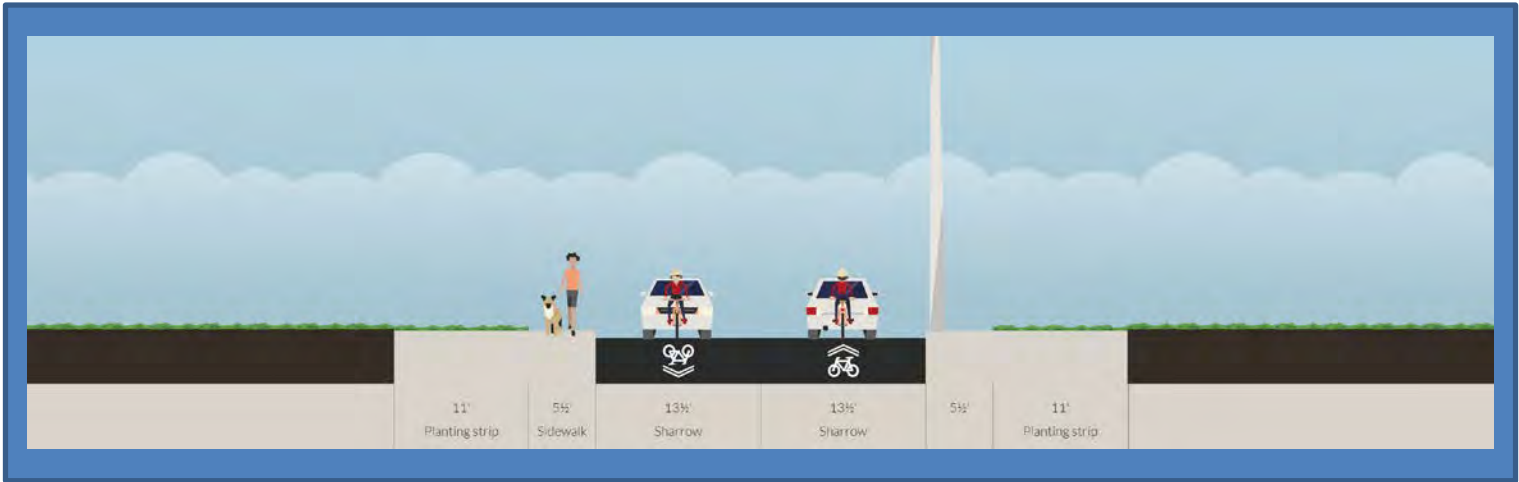 11' 5½' 13½' 13½' 5½' 11'
Planting strip Sidewalk Sharrow Sharrow Planting strip